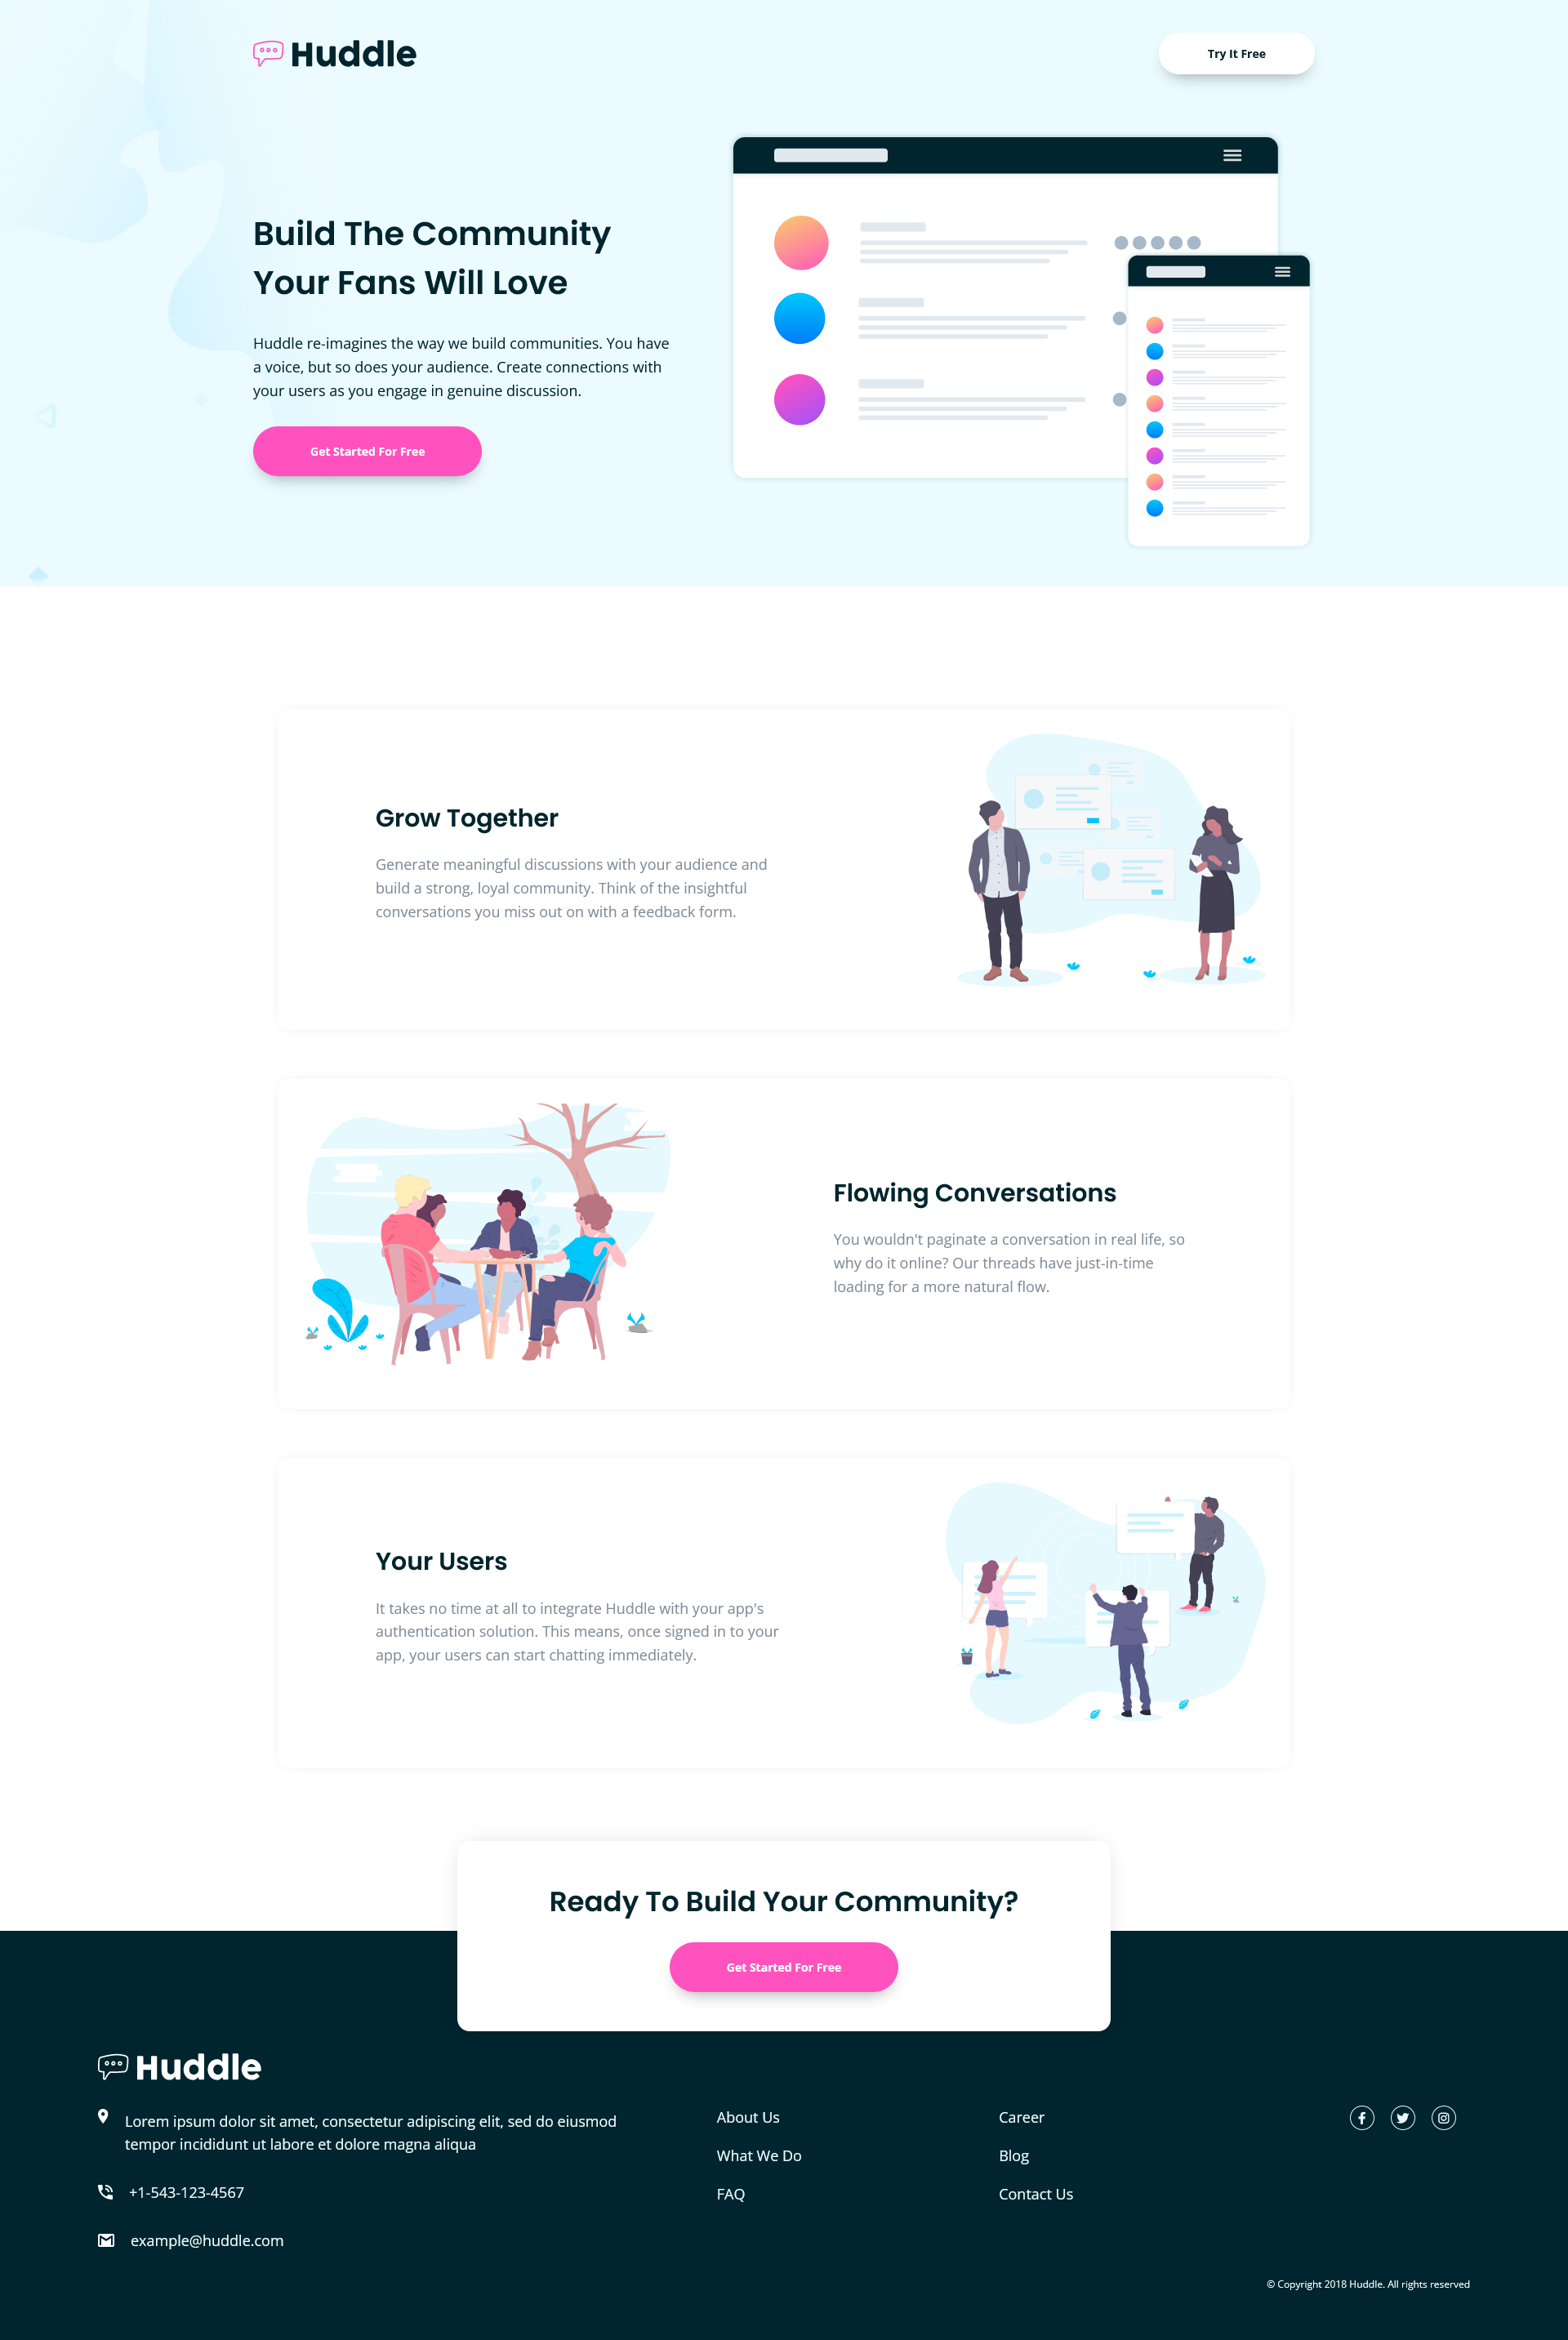 Huddle
Try It Free
Build The Community
Your Fans Will Love
Huddle re-imagines the way we build communities. You have
a voice, but so does your audience. Create connections with
your users as you engage in genuine discussion.
Get Started For Free
Grow Together
Generate meaningful discussions with your audience and
build a strong, loyal community. Think of the insightful
conversations you miss out on with a feedback form.
Flowing Conversations
You wouldn't paginate a conversation in real life, so
why do it online? Our threads have just-in-time
loading for a more natural flow.
Your Users
It takes no time at all to integrate Huddle with your app's
authentication solution. This means, once signed in to your
app, your users can start chatting immediately.
Ready To Build Your Community?
Get Started For Free
Huddle
Lorem ipsum dolor sit amet, consectetur adipiscing elit, sed do eiusmod
tempor incididunt ut labore et dolore magna aliqua
+1-543-123-4567
example@huddle.com
About Us
What We Do
FAQ
Career
Blog
Contact Us
© Copyright 2018 Huddle. All rights reserved